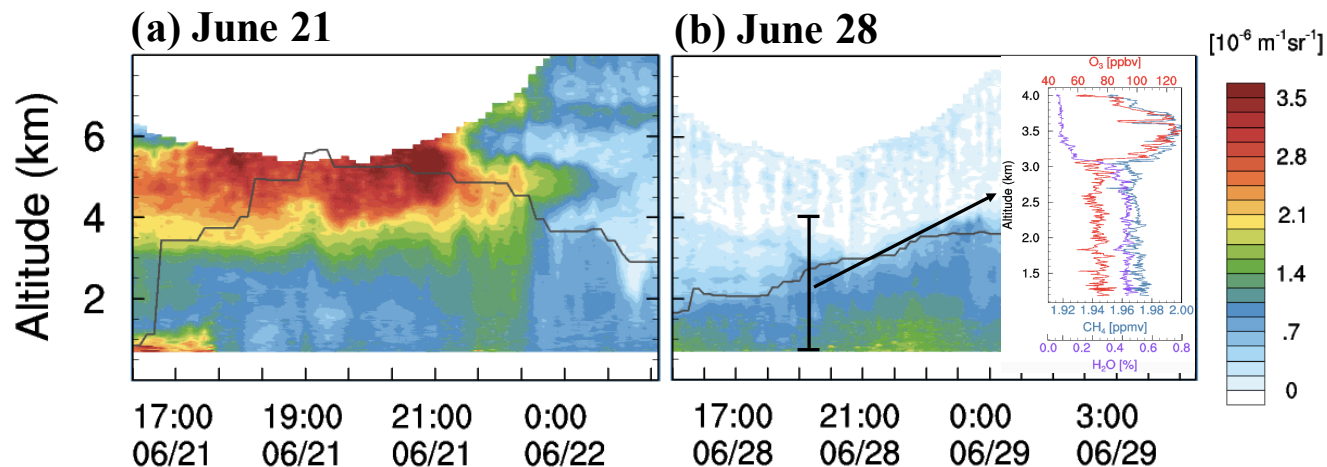 (a) June 21
(b) June 28
[10⁻⁶ m⁻¹sr⁻¹]
Altitude (km)
6
4
2
17:00 19:00 21:00 0:00
06/21 06/21 06/21 06/22
17:00 21:00 0:00 3:00
06/28 06/28 06/29 06/29
O₃ [ppbv]
40 60 80 100 120
Altitude (km)
4.0
3.5
3.0
2.5
2.0
1.5
1.92 1.94 1.96 1.98 2.00
CH₄ [ppmv]
0.0 0.2 0.4 0.6 0.8
H₂O [%]
3.5
2.8
2.1
1.4
.7
0